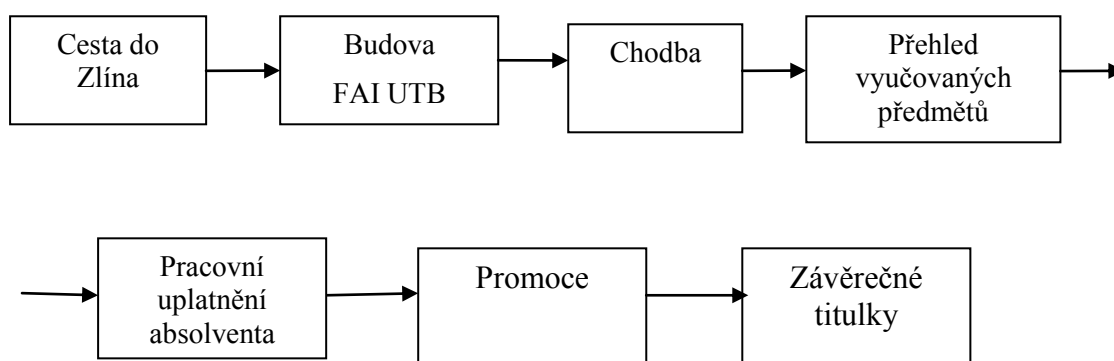 Cesta do
Zlína
Budova
FAI UTB
Chodba
Přehled
vyučovaných
předmětů
Pracovní
uplatnění
absolventa
Promoce
Závěrečné
titulky